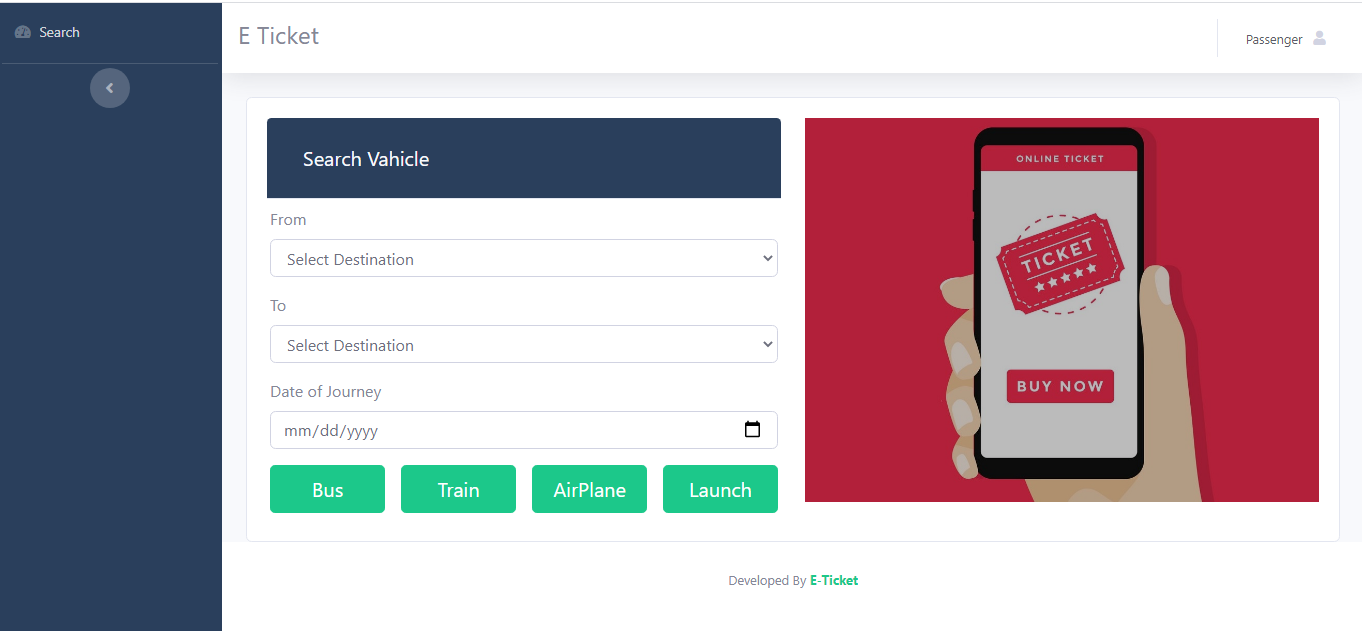 Search
E Ticket
Passenger
Search Vahicle
From
Select Destination
To
Select Destination
Date of Journey
mm/dd/yyyy
Bus Train AirPlane Launch
ONLINE TICKET
TICKET
BUY NOW
Developed By E-Ticket